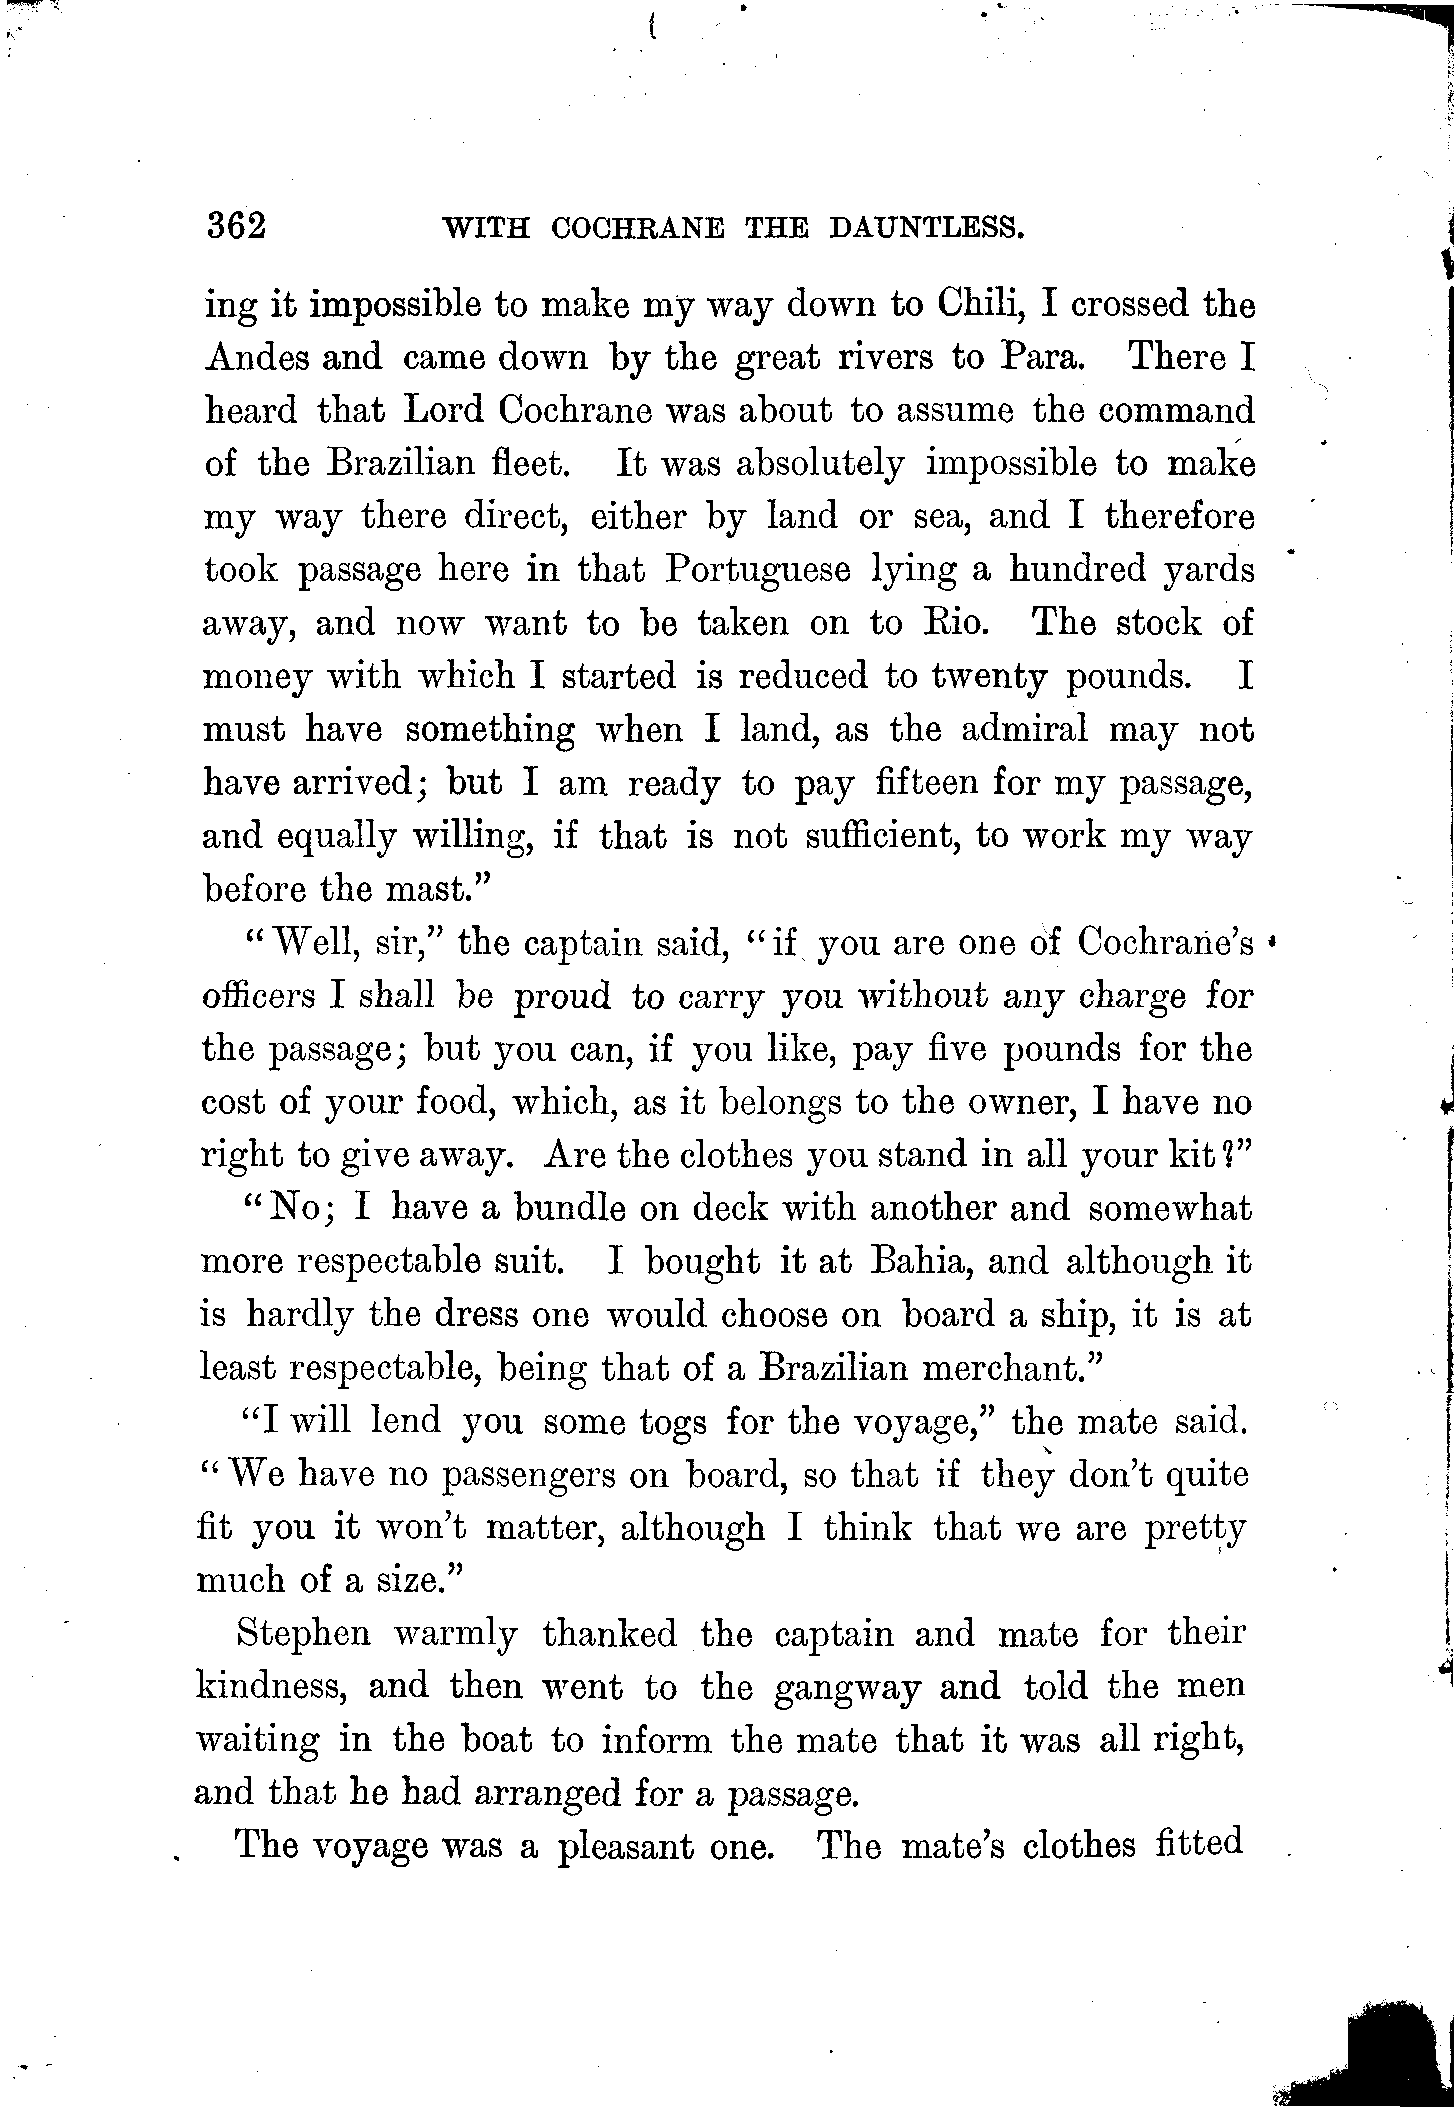 362 WITH COCHRANE THE DAUNTLESS.
ing it impossible to make my way down to Chili, I crossed the
Andes and came down by the great rivers to Para. There I
heard that Lord Cochrane was about to assume the command
of the Brazilian fleet. It was absolutely impossible to make
my way there direct, either by land or sea, and I therefore
took passage here in that Portuguese lying a hundred yards
away, and now want to be taken on to Rio. The stock of
money with which I started is reduced to twenty pounds. I
must have something when I land, as the admiral may not
have arrived; but I am ready to pay fifteen for my passage,
and equally willing, if that is not sufficient, to work my way
before the mast.”
“Well, sir,” the captain said, “if you are one of Cochrane's
officers I shall be proud to carry you without any charge for
the passage; but you can, if you like, pay five pounds for the
cost of your food, which, as it belongs to the owner, I have no
right to give away. Are the clothes you stand in all your kit?”
“No; I have a bundle on deck with another and somewhat
more respectable suit. I bought it at Bahia, and although it
is hardly the dress one would choose on board a ship, it is at
least respectable, being that of a Brazilian merchant.”
“I will lend you some togs for the voyage,” the mate said.
“We have no passengers on board, so that if they don't quite
fit you it won't matter, although I think that we are pretty
much of a size.”
Stephen warmly thanked the captain and mate for their
kindness, and then went to the gangway and told the men
waiting in the boat to inform the mate that it was all right,
and that he had arranged for a passage.
The voyage was a pleasant one. The mate's clothes fitted